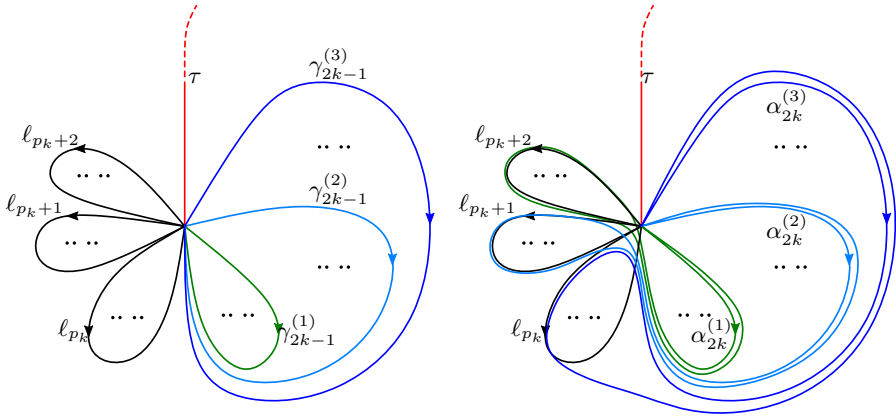 τ
γ_{2k−1}^{(3)}
ℓ_{p_k+2}
γ_{2k−1}^{(2)}
ℓ_{p_k+1}
ℓ_{p_k}
γ_{2k−1}^{(1)}
τ
α_{2k}^{(3)}
ℓ_{p_k+2}
ℓ_{p_k+1}
α_{2k}^{(2)}
ℓ_{p_k}
α_{2k}^{(1)}